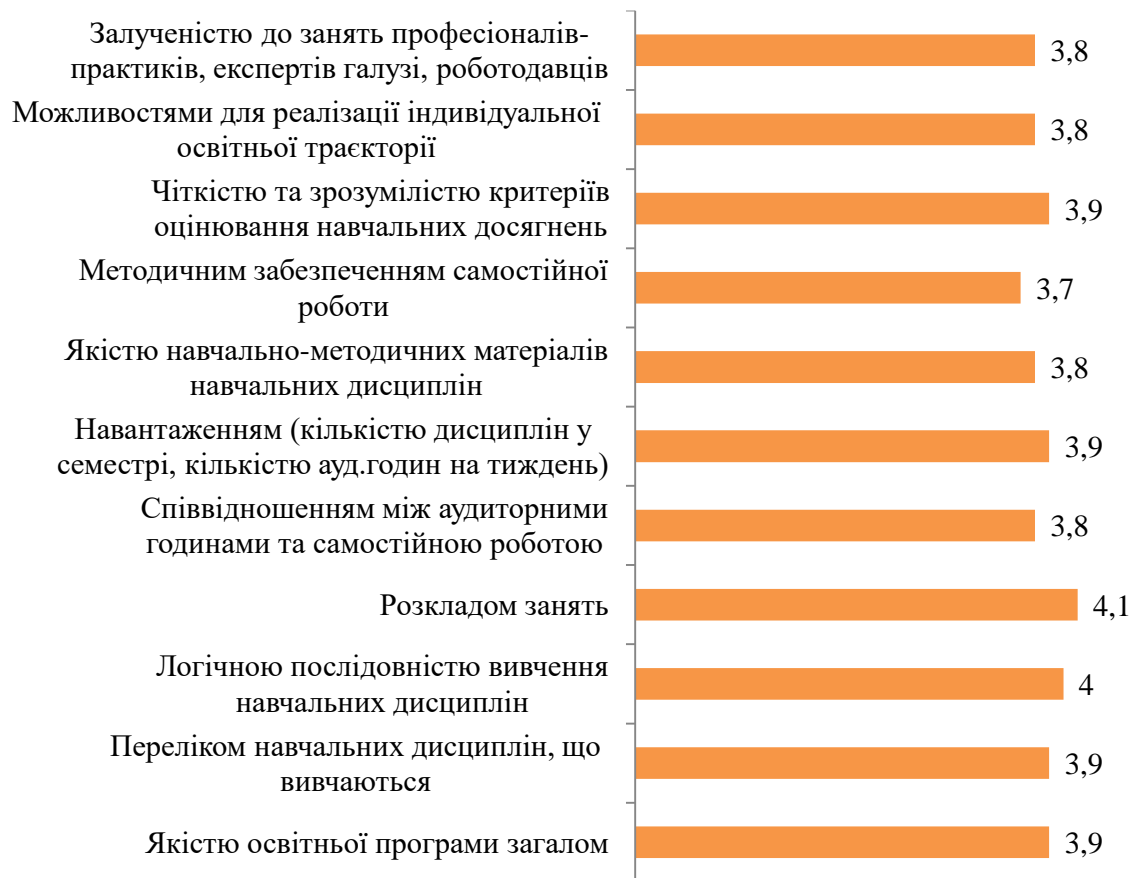 Залученістю до занять професіоналів-
практиків, експертів галузі, роботодавців
3,8
Можливостями для реалізації індивідуальної
освітньої траєкторії
3,8
Чіткістю та зрозумілістю критеріїв
оцінювання навчальних досягнень
3,9
Методичним забезпеченням самостійної
роботи
3,7
Якістю навчально-методичних матеріалів
навчальних дисциплін
3,8
Навантаженням (кількістю дисциплін у
семестрі, кількістю ауд.годин на тиждень)
3,9
Співвідношенням між аудиторними
годинами та самостійною роботою
3,8
Розкладом занять
4,1
Логічною послідовністю вивчення
навчальних дисциплін
4
Переліком навчальних дисциплін, що
вивчаються
3,9
Якістю освітньої програми загалом
3,9